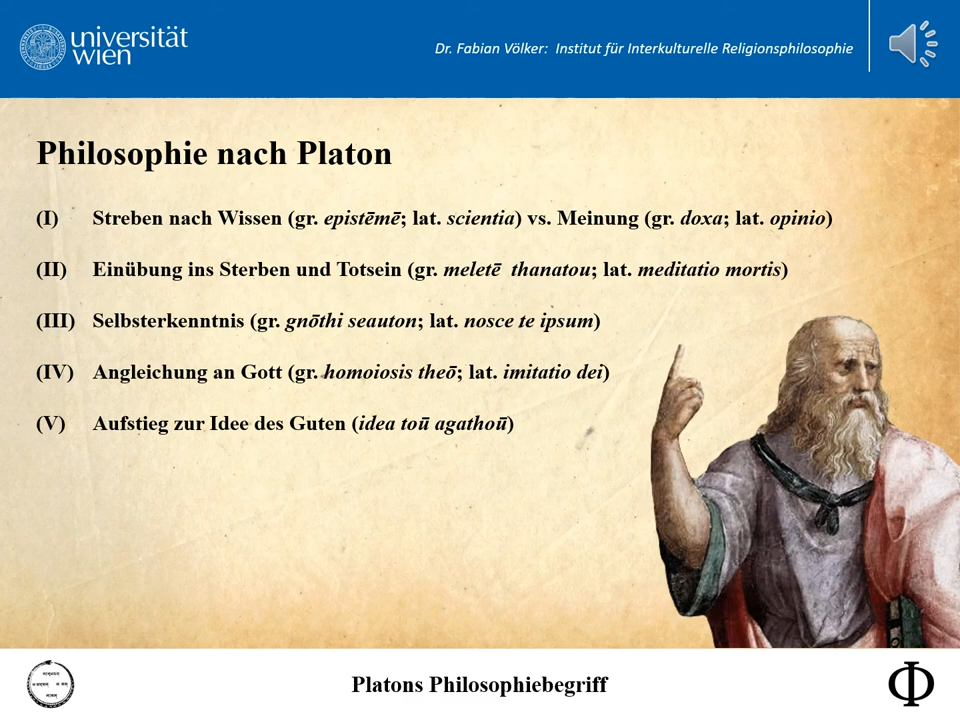 universität
wien
Dr. Fabian Völker: Institut für Interkulturelle Religionsphilosophie
Philosophie nach Platon
(I) Streben nach Wissen (gr. epistēmē; lat. scientia) vs. Meinung (gr. doxa; lat. opinio)
(II) Einübung ins Sterben und Totsein (gr. meletē thanatou; lat. meditatio mortis)
(III) Selbsterkenntnis (gr. gnōthi seauton; lat. nosce te ipsum)
(IV) Angleichung an Gott (gr. homoiosis theō; lat. imitatio dei)
(V) Aufstieg zur Idee des Guten (idea toū agathoū)
Platons Philosophiebegriff
Φ